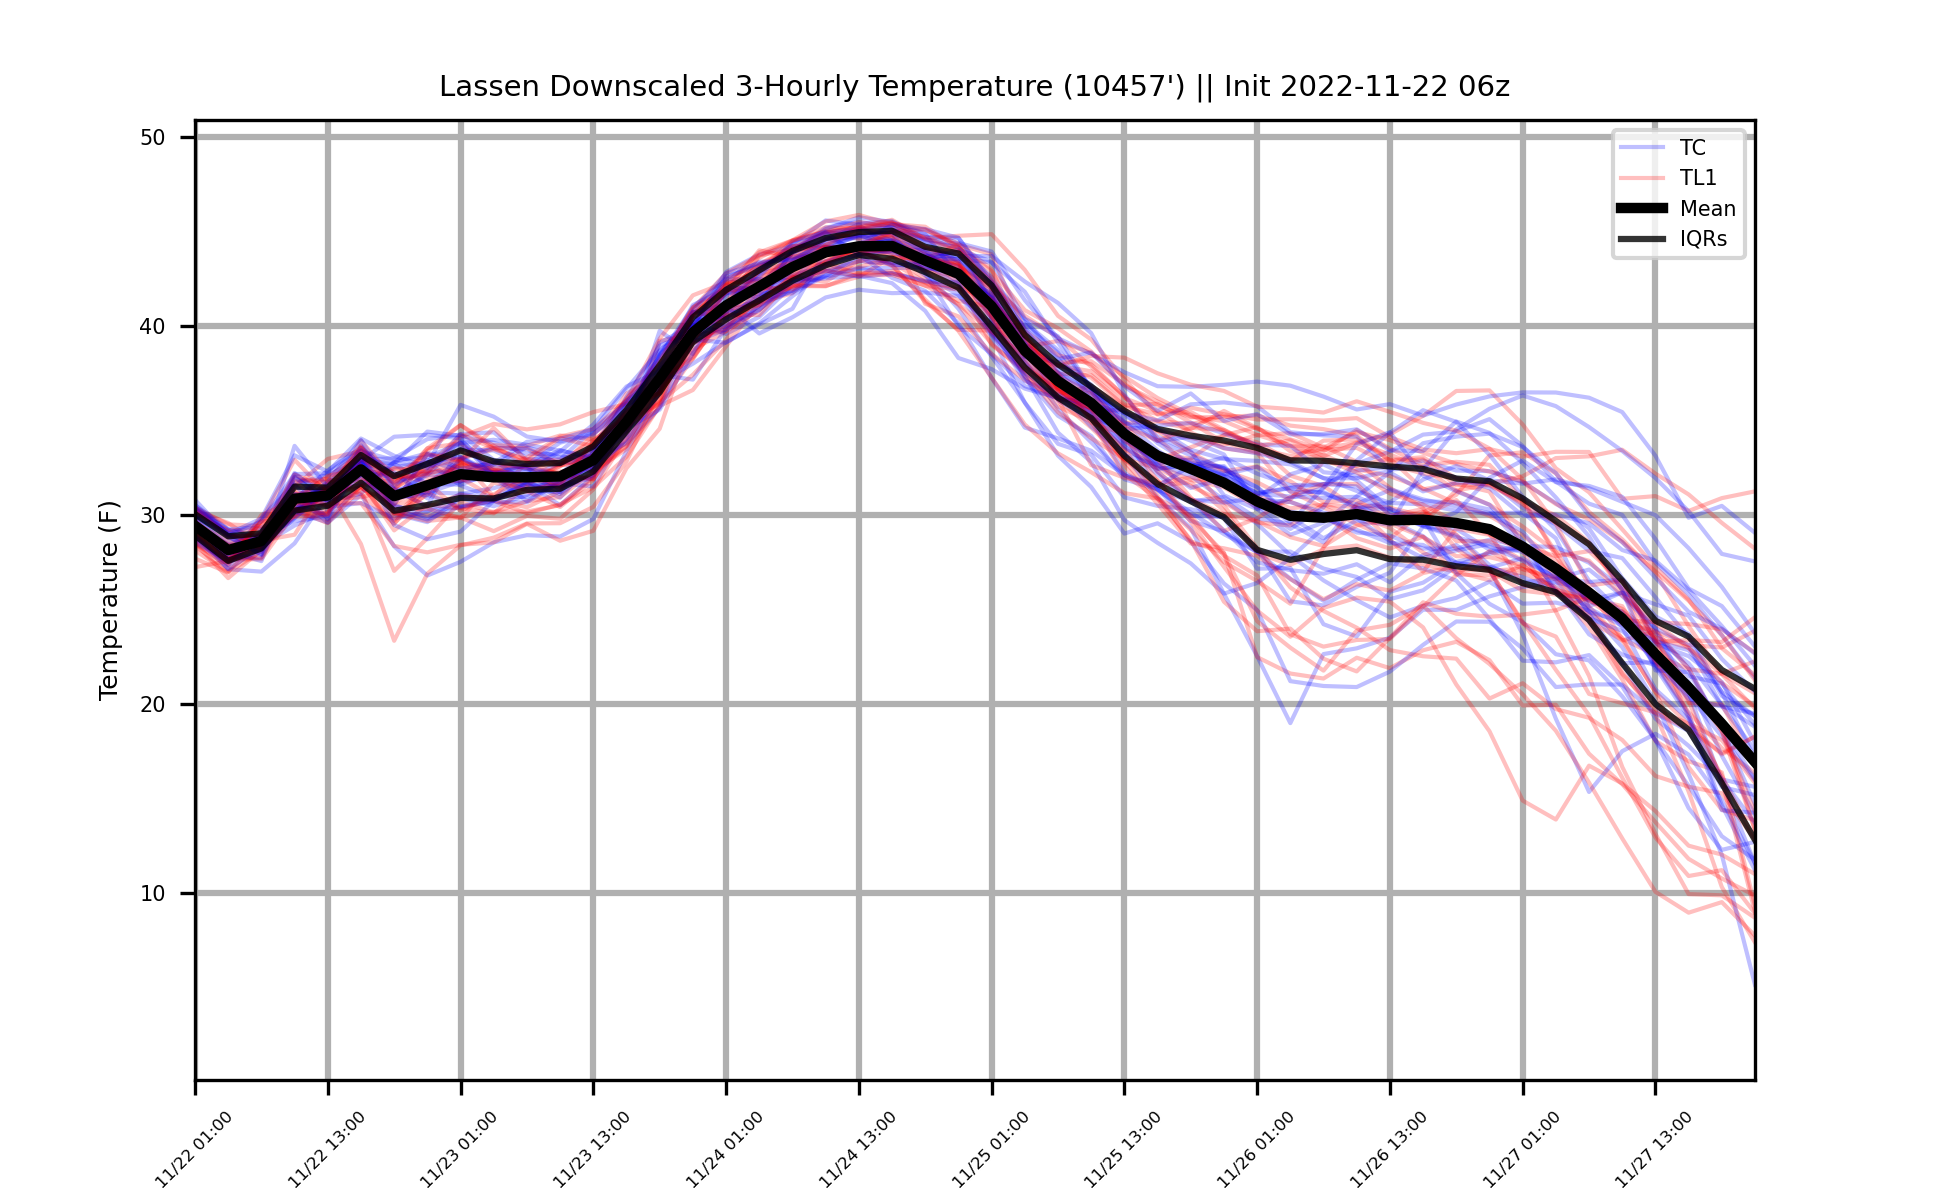 Lassen Downscaled 3-Hourly Temperature (10457') || Init 2022-11-22 06z
TC
TL1
Mean
IQRs
Temperature (F)
50
40
30
20
10
11/22 01:00
11/22 13:00
11/23 01:00
11/23 13:00
11/24 01:00
11/24 13:00
11/25 01:00
11/25 13:00
11/26 01:00
11/26 13:00
11/27 01:00
11/27 13:00